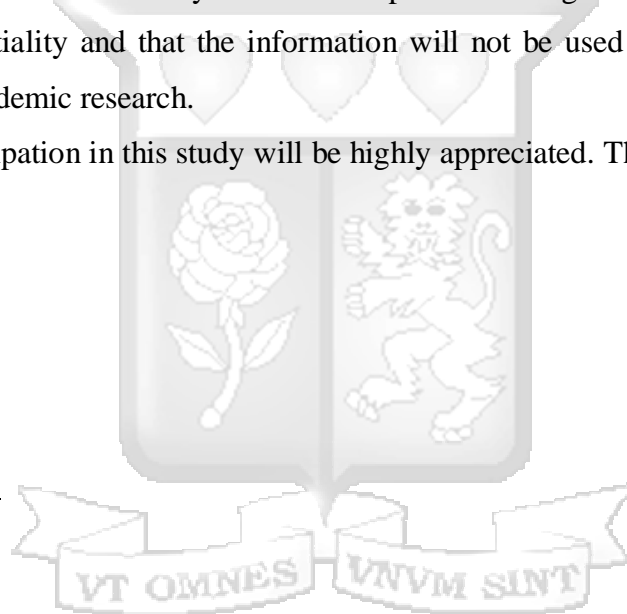 tiality and that the information will not be used
demic research.
ipation in this study will be highly appreciated. Th
VT OMNES VNVM SINT